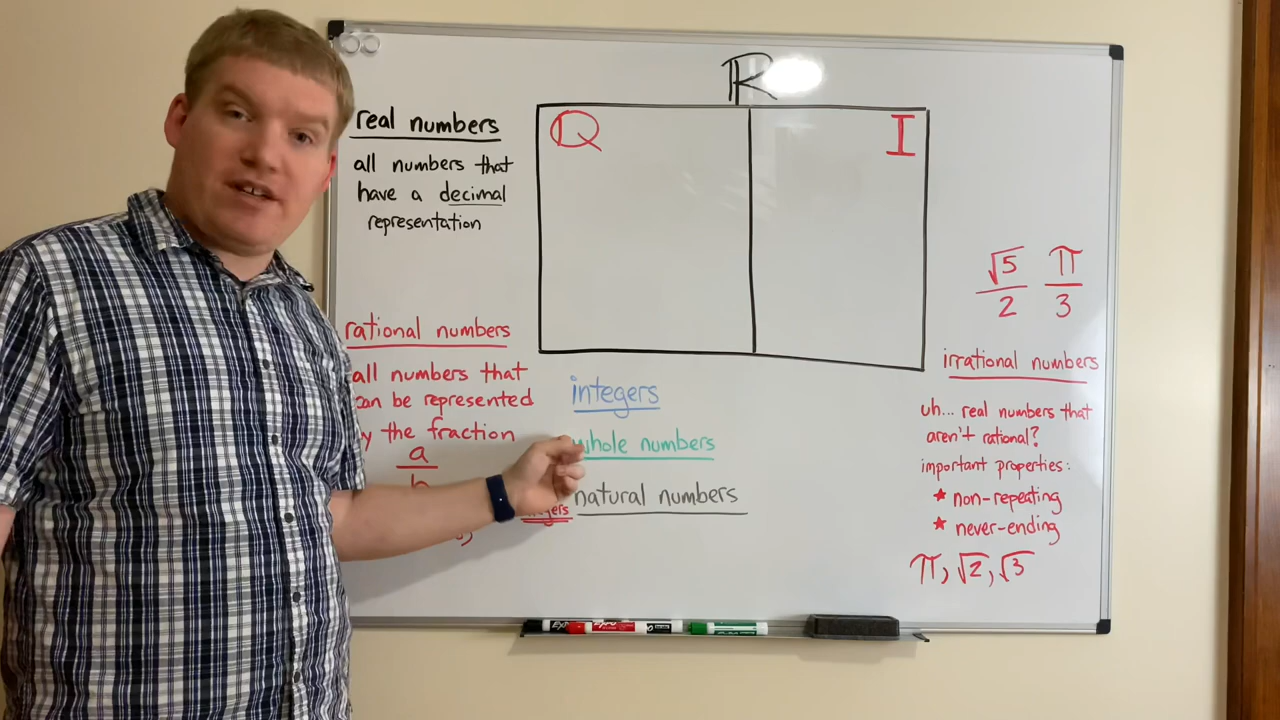 ℝ
real numbers
all numbers that
have a decimal
representation
Q
I
rational numbers
all numbers that
can be represented
the fraction
a
integers
whole numbers
natural numbers
√5/2 π/3
irrational numbers
uh... real numbers that
aren't rational?
important properties:
★ non-repeating
★ never-ending
π, √2, √3
EXPO